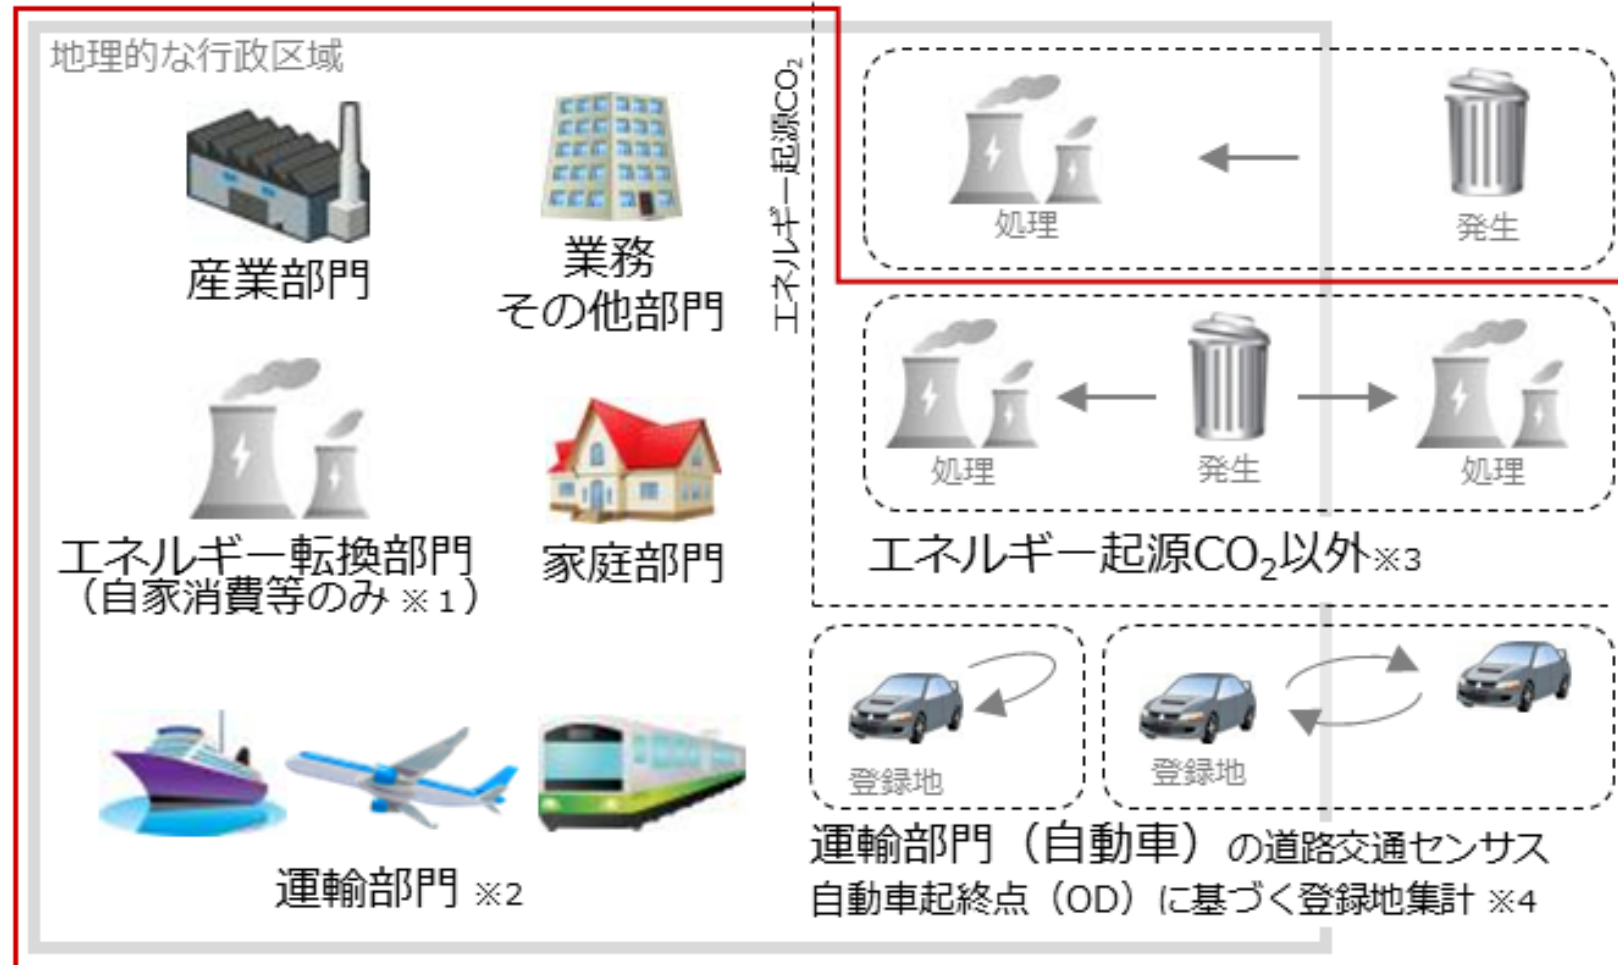 地理的な行政区域
産業部門
業務
その他部門
エネルギー転換部門
（自家消費等のみ ※１）
家庭部門
運輸部門 ※2
エネルギー起源CO₂
処理
発生
処理
発生
処理
エネルギー起源CO₂以外※3
登録地
登録地
運輸部門（自動車）の道路交通センサス
自動車起終点（OD）に基づく登録地集計 ※4